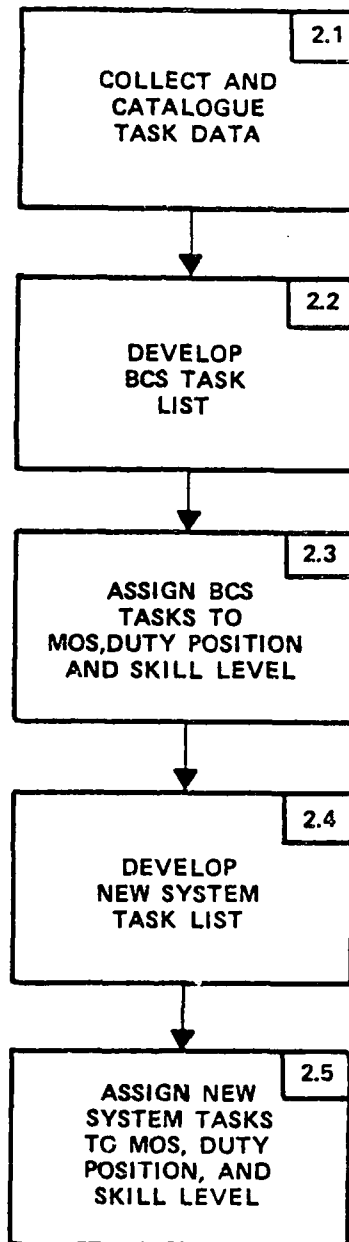 2.1
COLLECT AND
CATALOGUE
TASK DATA
2.2
DEVELOP
BCS TASK
LIST
2.3
ASSIGN BCS
TASKS TO
MOS,DUTY POSITION
AND SKILL LEVEL
2.4
DEVELOP
NEW SYSTEM
TASK LIST
2.5
ASSIGN NEW
SYSTEM TASKS
TO MOS, DUTY
POSITION, AND
SKILL LEVEL